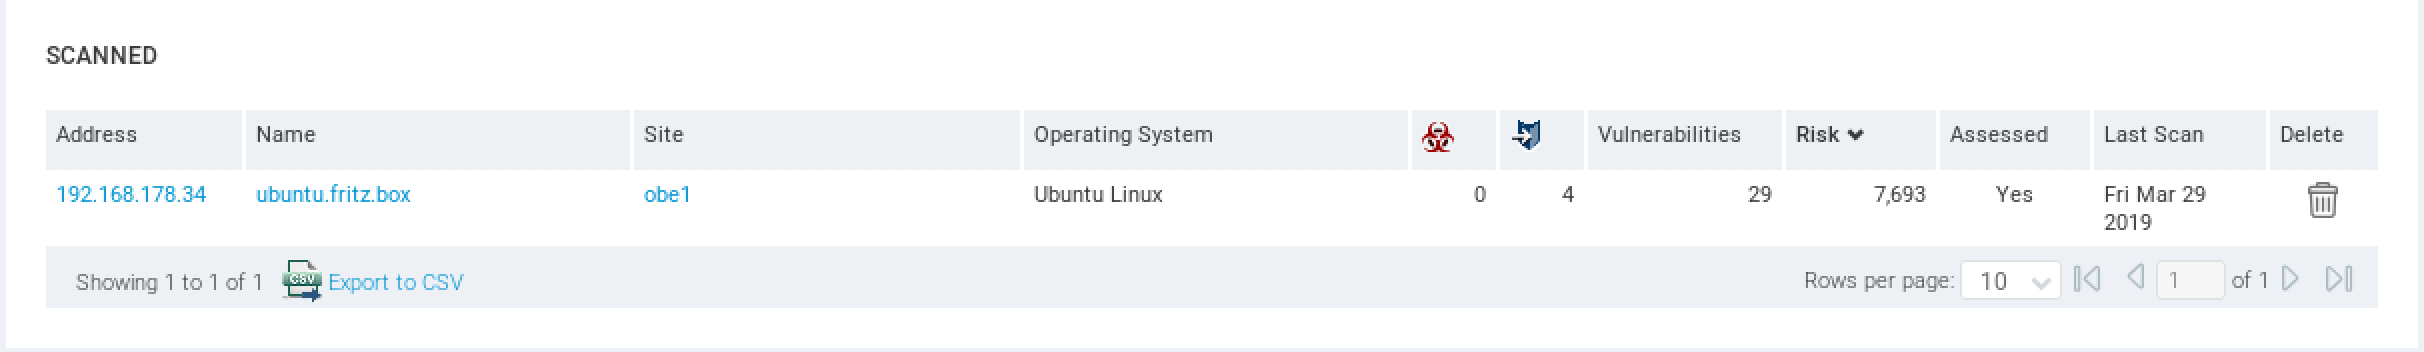 SCANNED
Address Name Site Operating System Vulnerabilities Risk Assessed Last Scan Delete
192.168.178.34 ubuntu.fritz.box obe1 Ubuntu Linux 0 4 29 7,693 Yes Fri Mar 29
2019
Showing 1 to 1 of 1 CSV Export to CSV Rows per page: 10 1 of 1